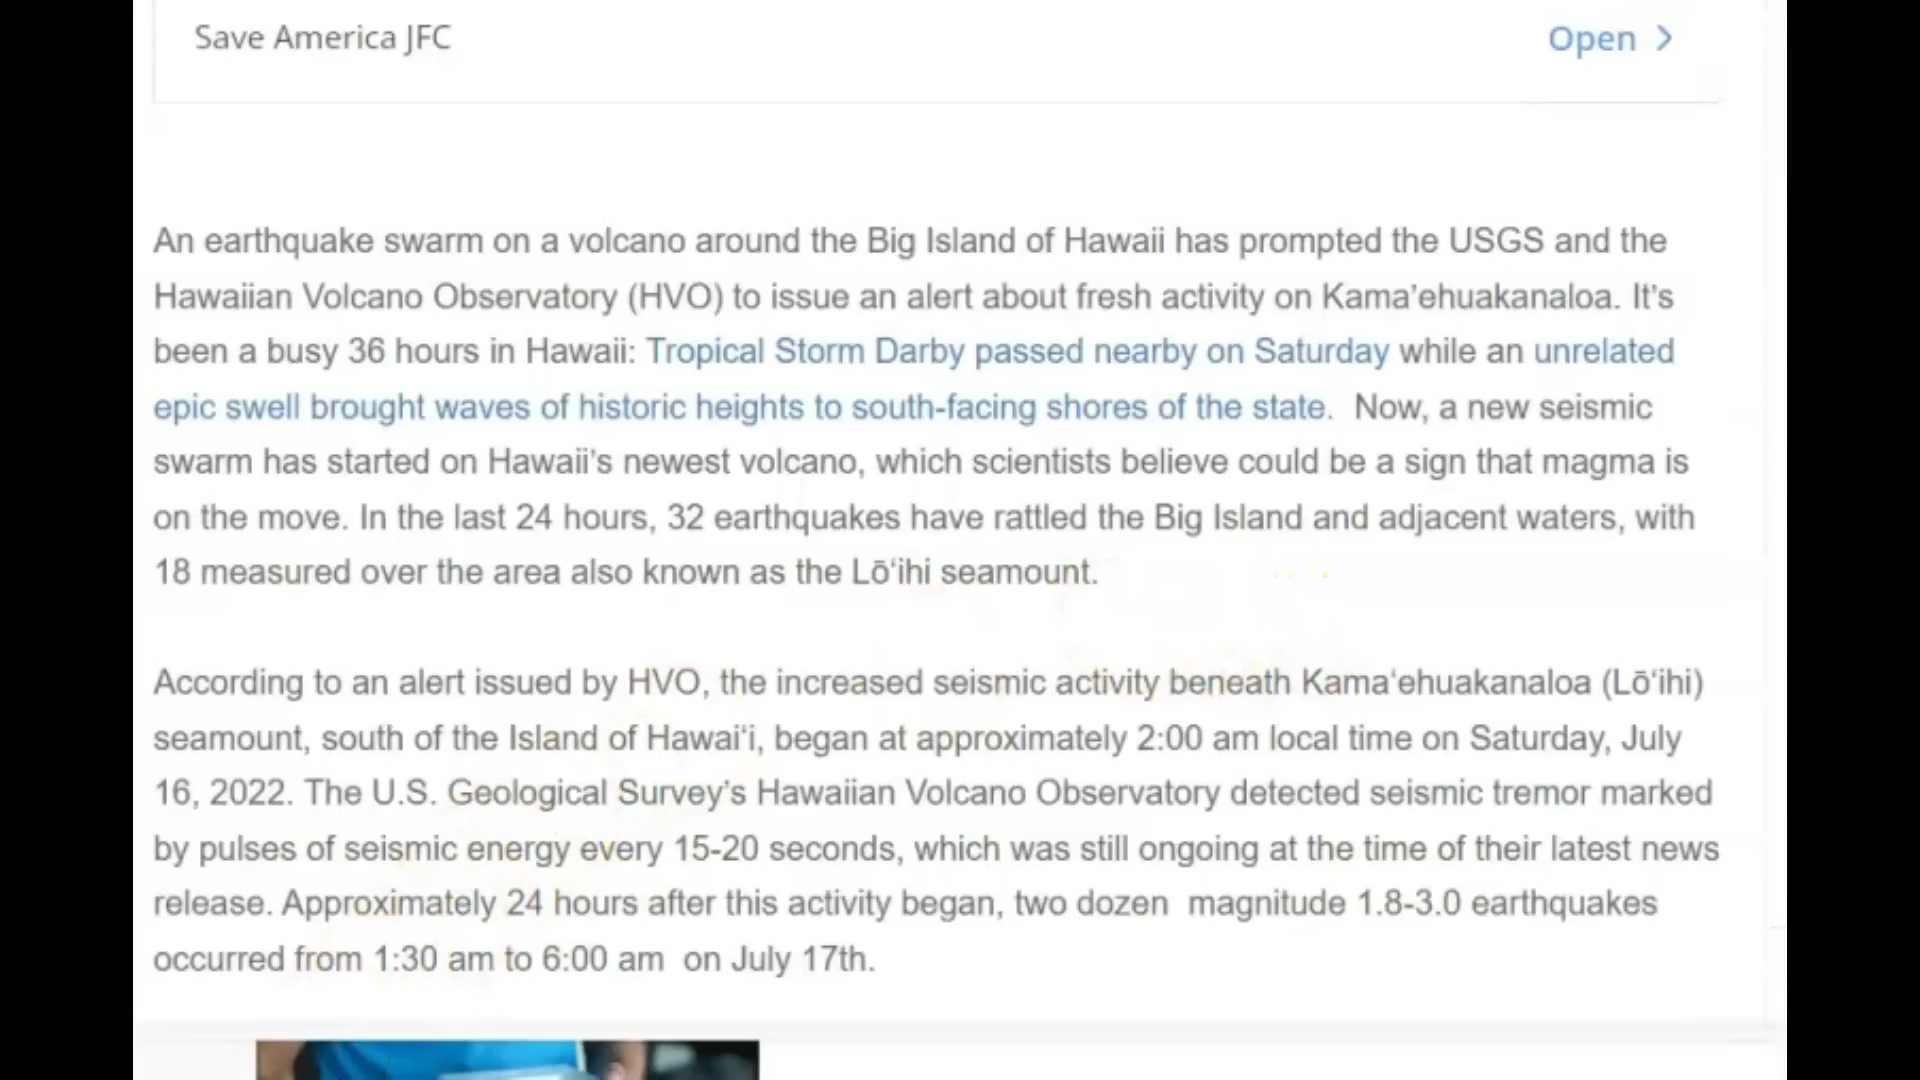 Save America JFC
Open >
An earthquake swarm on a volcano around the Big Island of Hawaii has prompted the USGS and the
Hawaiian Volcano Observatory (HVO) to issue an alert about fresh activity on Kama’ehuakanaloa. It’s
been a busy 36 hours in Hawaii: Tropical Storm Darby passed nearby on Saturday while an unrelated
epic swell brought waves of historic heights to south-facing shores of the state.  Now, a new seismic
swarm has started on Hawaii’s newest volcano, which scientists believe could be a sign that magma is
on the move. In the last 24 hours, 32 earthquakes have rattled the Big Island and adjacent waters, with
18 measured over the area also known as the Lōʻihi seamount.
According to an alert issued by HVO, the increased seismic activity beneath Kamaʻehuakanaloa (Lōʻihi)
seamount, south of the Island of Hawaiʻi, began at approximately 2:00 am local time on Saturday, July
16, 2022. The U.S. Geological Survey’s Hawaiian Volcano Observatory detected seismic tremor marked
by pulses of seismic energy every 15-20 seconds, which was still ongoing at the time of their latest news
release. Approximately 24 hours after this activity began, two dozen  magnitude 1.8-3.0 earthquakes
occurred from 1:30 am to 6:00 am  on July 17th.